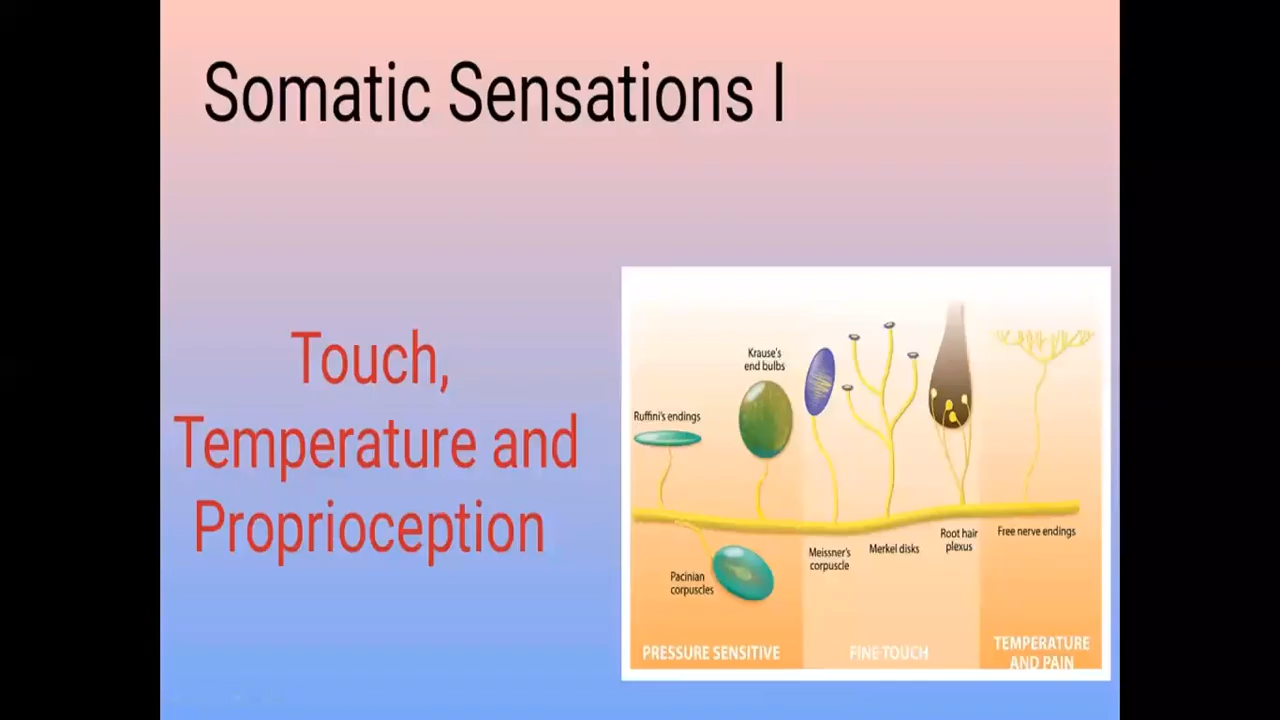 Somatic Sensations I
Touch,
Temperature and
Proprioception
Krause's
end bulbs
Ruffini's endings
Pacinian
corpuscles
Meissner's
corpuscle
Merkel disks
Root hair
plexus
Free nerve endings
PRESSURE SENSITIVE
FINE TOUCH
TEMPERATURE
AND PAIN